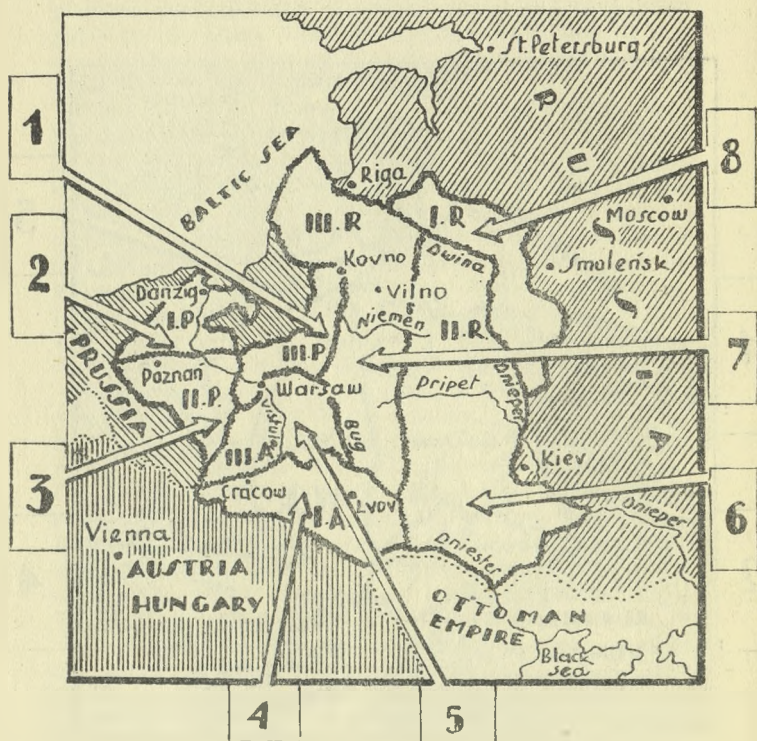 St. Petersburg
1
8
RUSSIA
BALTIC SEA
Riga
I.R
Moscow
III.R
Dwina
Smoleńsk
Kovno
2
Danzig
Vilno
I.P.
Niemen
II.R.
7
III.P
PRUSSIA
Póznań
Warsaw
Pripet
Dnieper
II.P.
Vistula
Bug
3
III A
Kiev
Cracow
I.A
LVOV
6
Dnieper
Vienna
Dniester
AUSTRIA
HUNGARY
OTTOMAN
EMPIRE
Black
sea
4
5